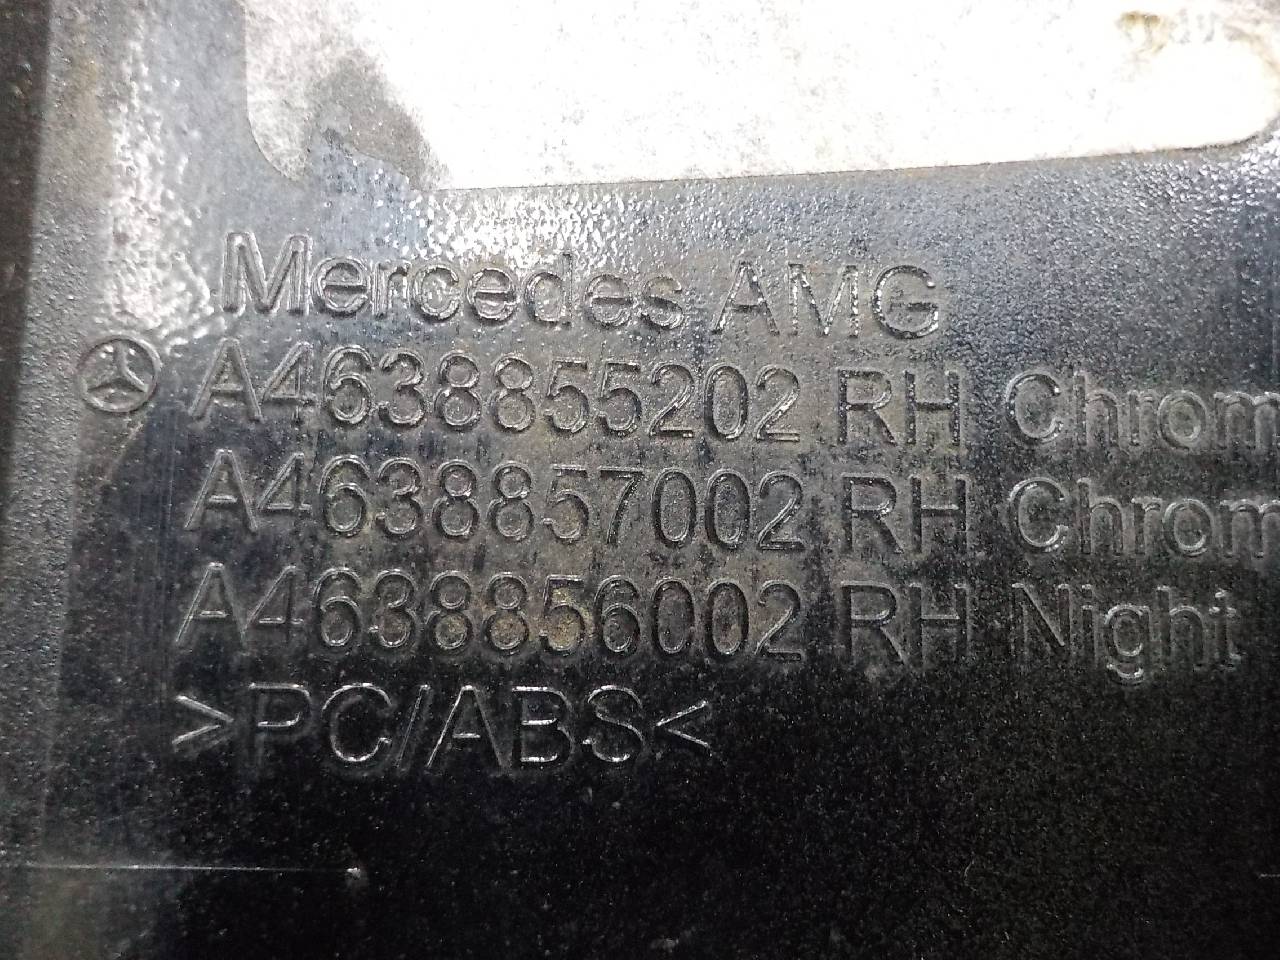 Mercedes AMG
A4638855202 RH Chrom
A4638857002 RH Chrom
A4638856002 RH Night
>PC/ABS<